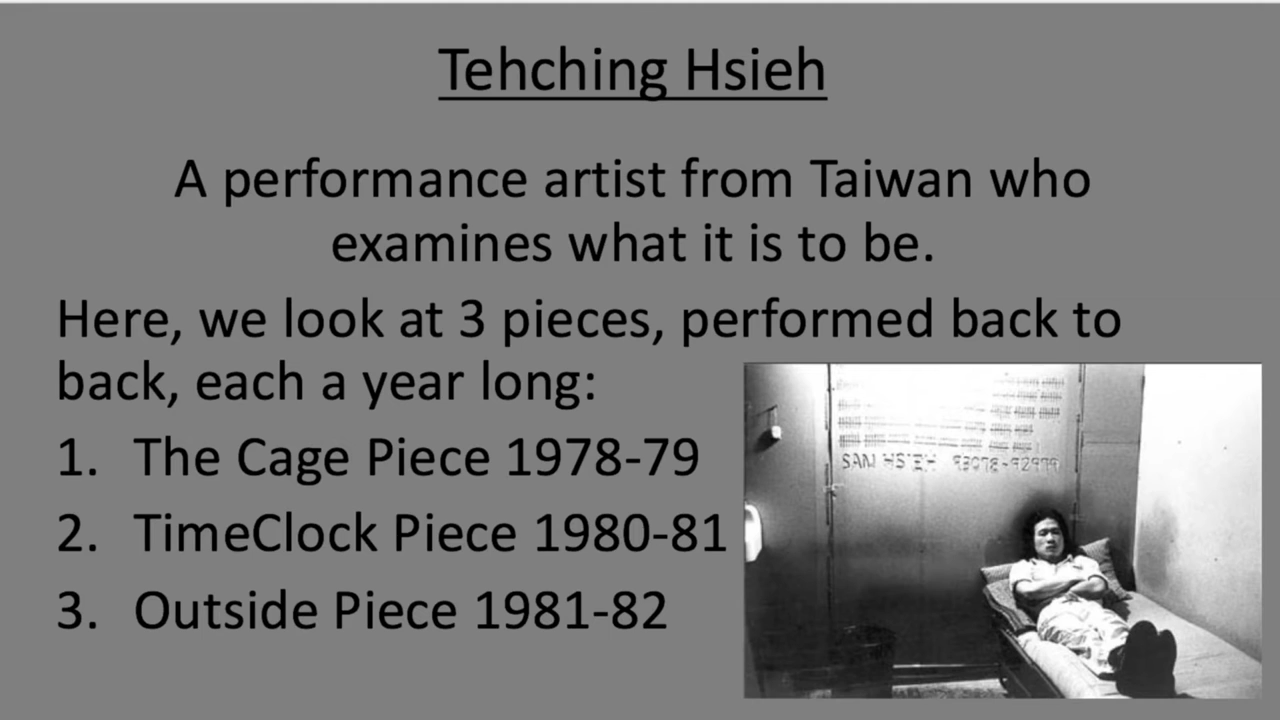 Tehching Hsieh
A performance artist from Taiwan who
examines what it is to be.
Here, we look at 3 pieces, performed back to
back, each a year long:
1. The Cage Piece 1978-79
2. TimeClock Piece 1980-81
3. Outside Piece 1981-82
SAM HSIEH 93078-92979